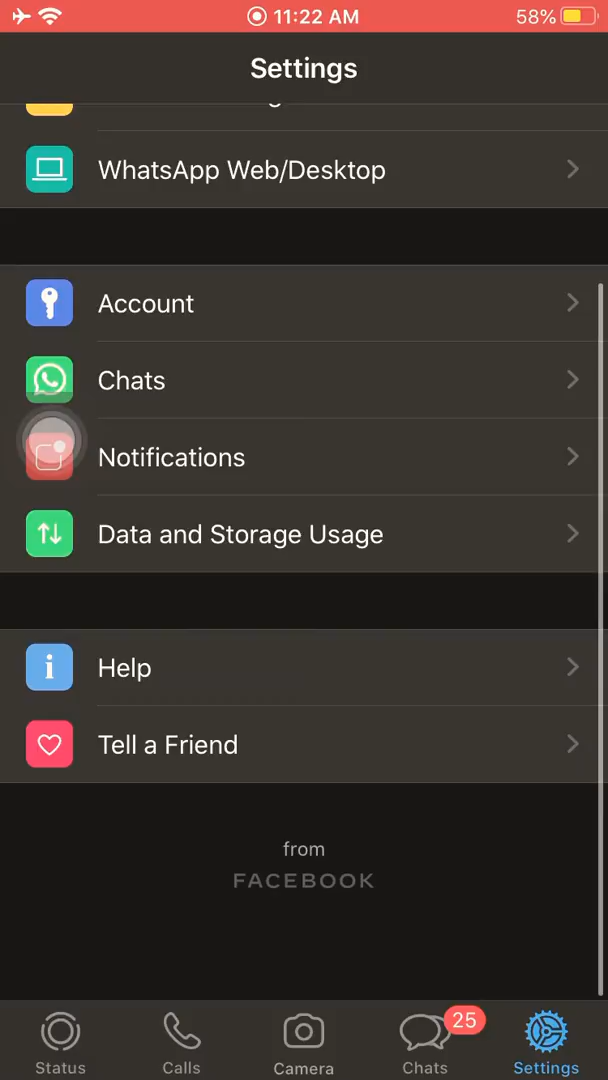 11:22 AM
58%
Settings
WhatsApp Web/Desktop
Account
Chats
Notifications
Data and Storage Usage
Help
Tell a Friend
from
FACEBOOK
25
Status
Calls
Camera
Chats
Settings